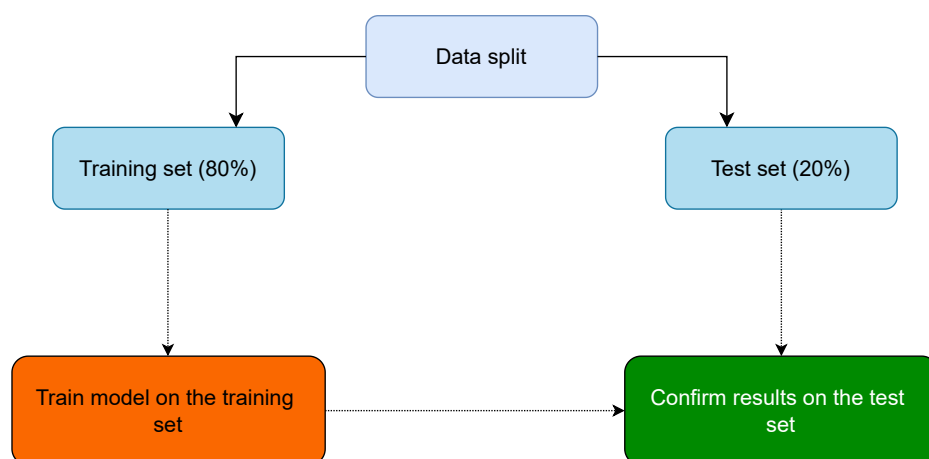 Data split
Training set (80%)
Test set (20%)
Train model on the training
set
Confirm results on the test
set